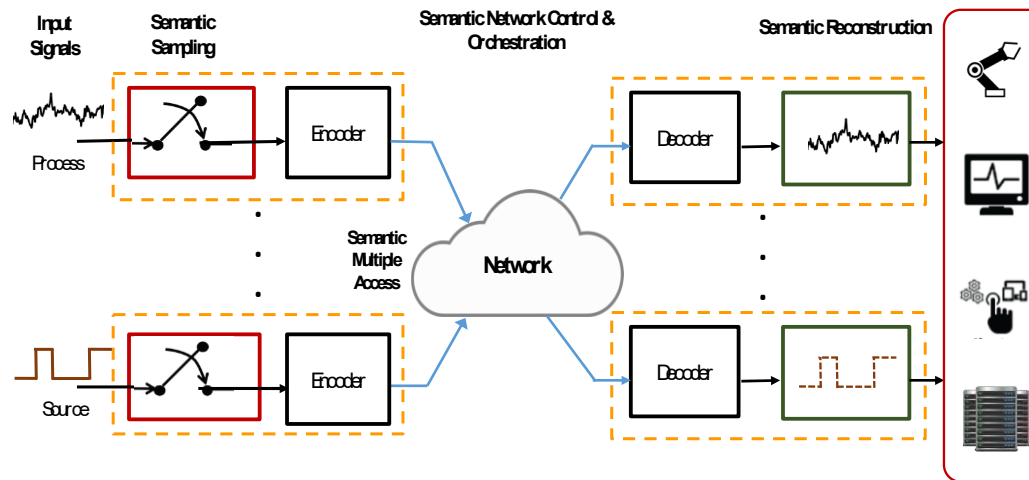 Input
Signals
Semantic
Sampling
Semantic Network Control &
Orchestration
Semantic Reconstruction
Process
Encoder
Decoder
Semantic
Multiple
Access
Network
Source
Encoder
Decoder